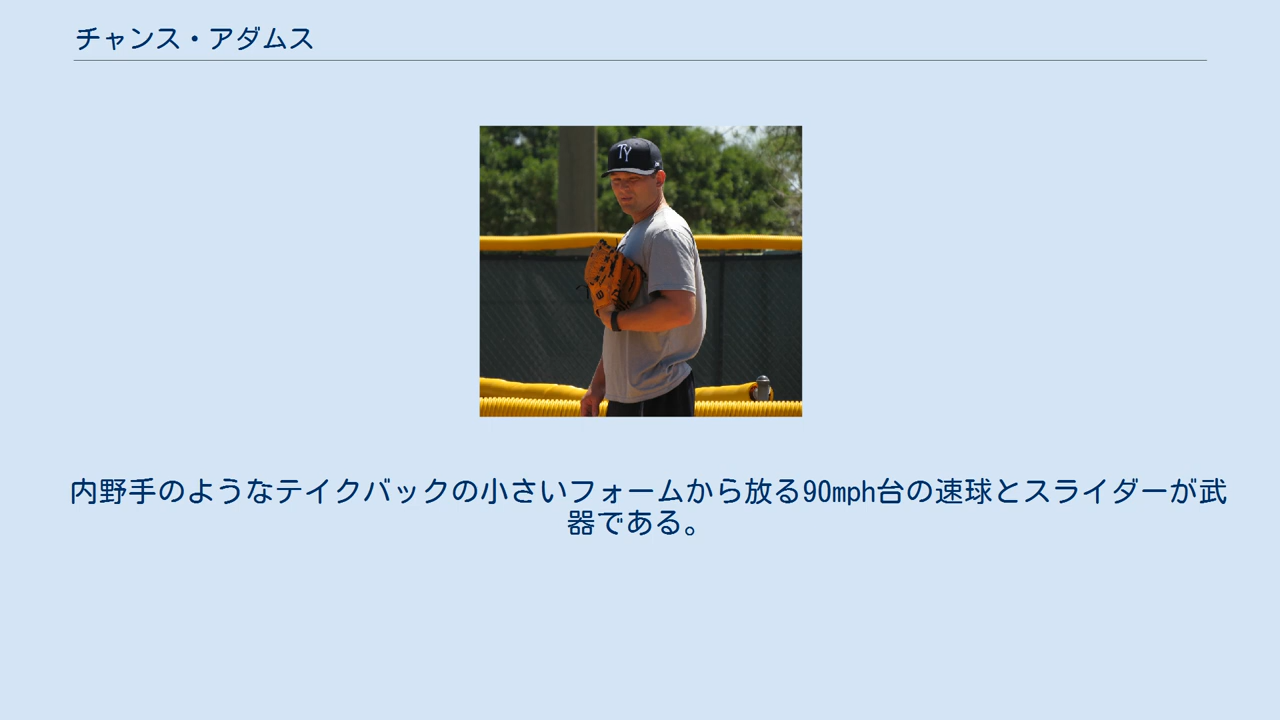 チャンス・アダムス
TY
内野手のようなテイクバックの小さいフォームから放る90mph台の速球とスライダーが武
器である。